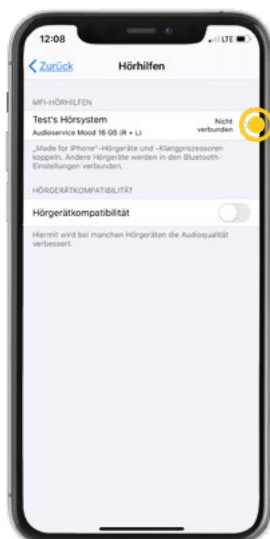 12:08
LTE
Zurück
Hörhilfen
MFI-HÖRHILFEN
Test's Hörsystem
Audioservice Mood 16 G5 (R + L)
Nicht
verbunden
„Made for iPhone“-Hörgeräte und -Klangprozessoren
koppeln. Andere Hörgeräte werden in den Bluetooth-
Einstellungen verbunden.
HÖRGERÄTKOMPATIBILITÄT
Hörgerätkompatibilität
Hiermit wird bei manchen Hörgeräten die Audioqualität
verbessert.